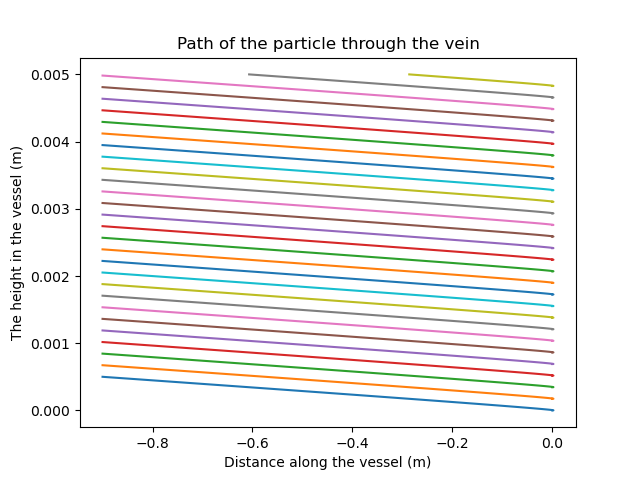 Path of the particle through the vein
0.005
0.004
0.003
0.002
0.001
0.000
The height in the vessel (m)
−0.8 −0.6 −0.4 −0.2 0.0
Distance along the vessel (m)